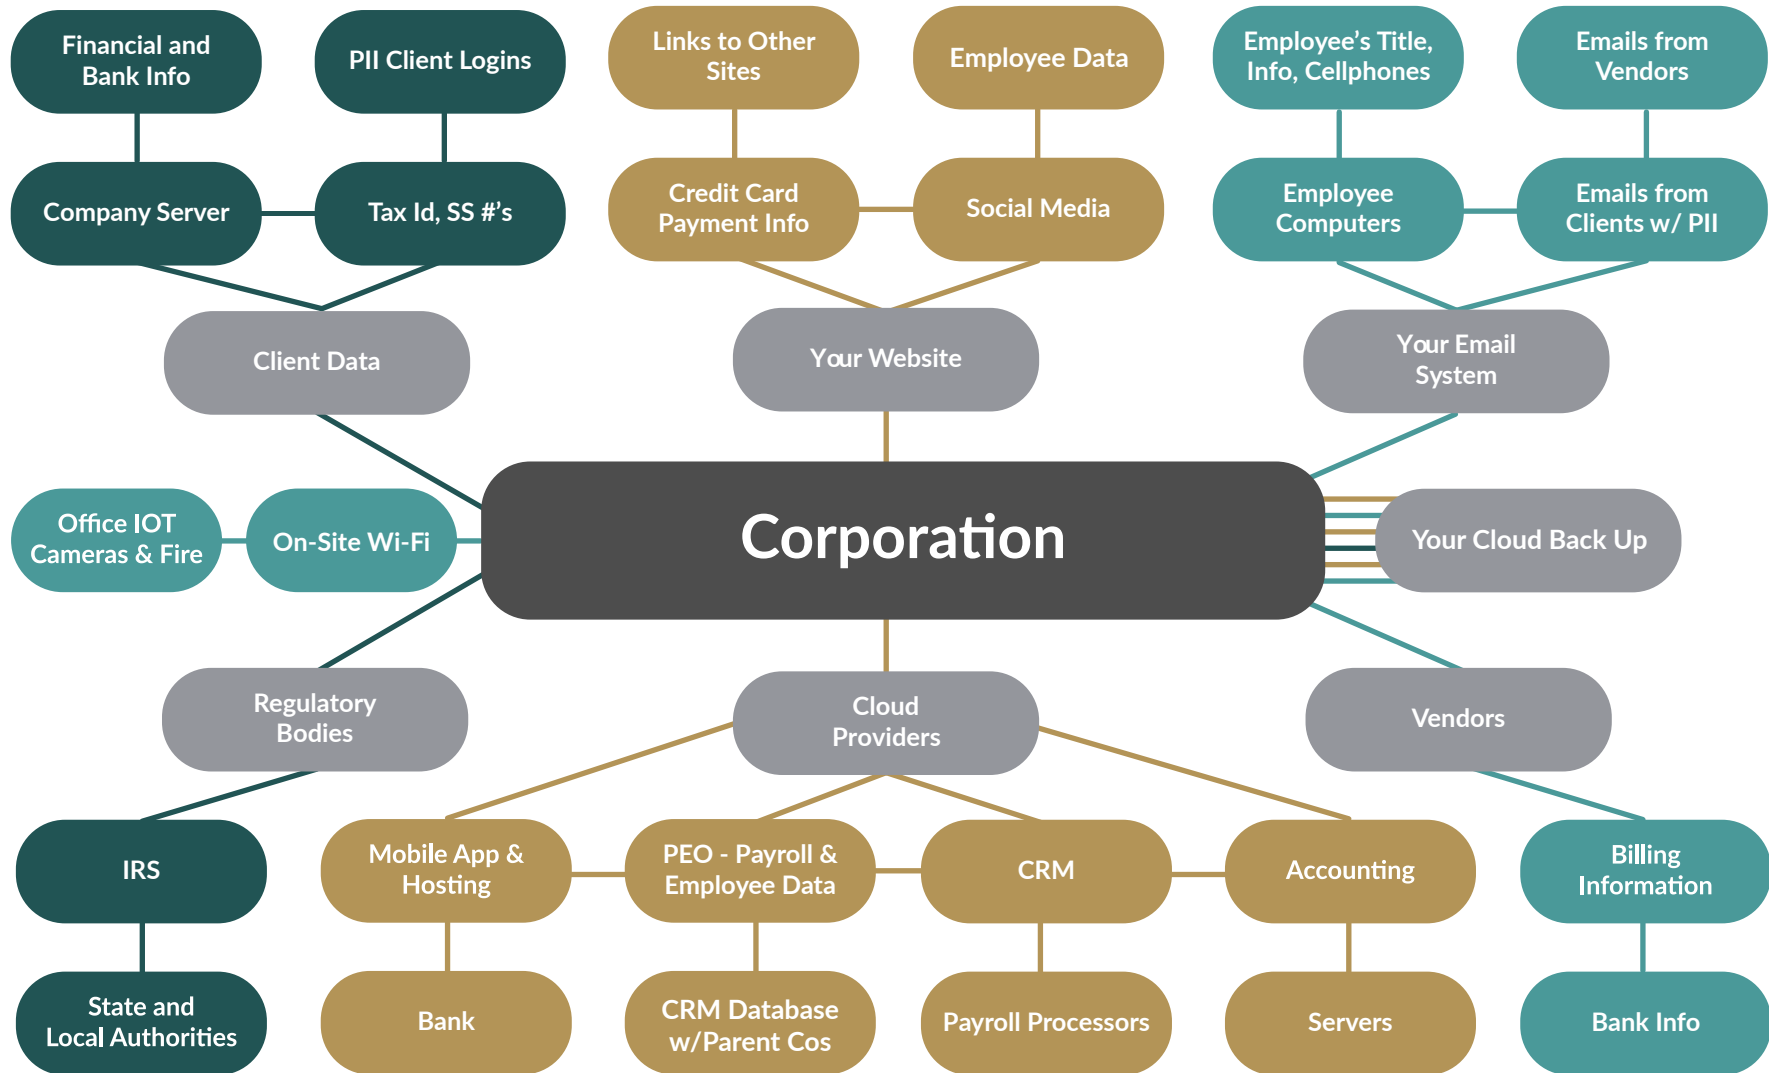 Financial and
Bank Info
PII Client Logins
Links to Other
Sites
Employee Data
Employee's Title,
Info, Cellphones
Emails from
Vendors
Company Server
Tax Id, SS #'s
Credit Card
Payment Info
Social Media
Employee
Computers
Emails from
Clients w/ PII
Client Data
Your Website
Your Email
System
Office IOT
Cameras & Fire
On-Site Wi-Fi
Corporation
Your Cloud Back Up
Regulatory
Bodies
Cloud
Providers
Vendors
IRS
Mobile App &
Hosting
PEO - Payroll &
Employee Data
CRM
Accounting
Billing
Information
State and
Local Authorities
Bank
CRM Database
w/Parent Cos
Payroll Processors
Servers
Bank Info